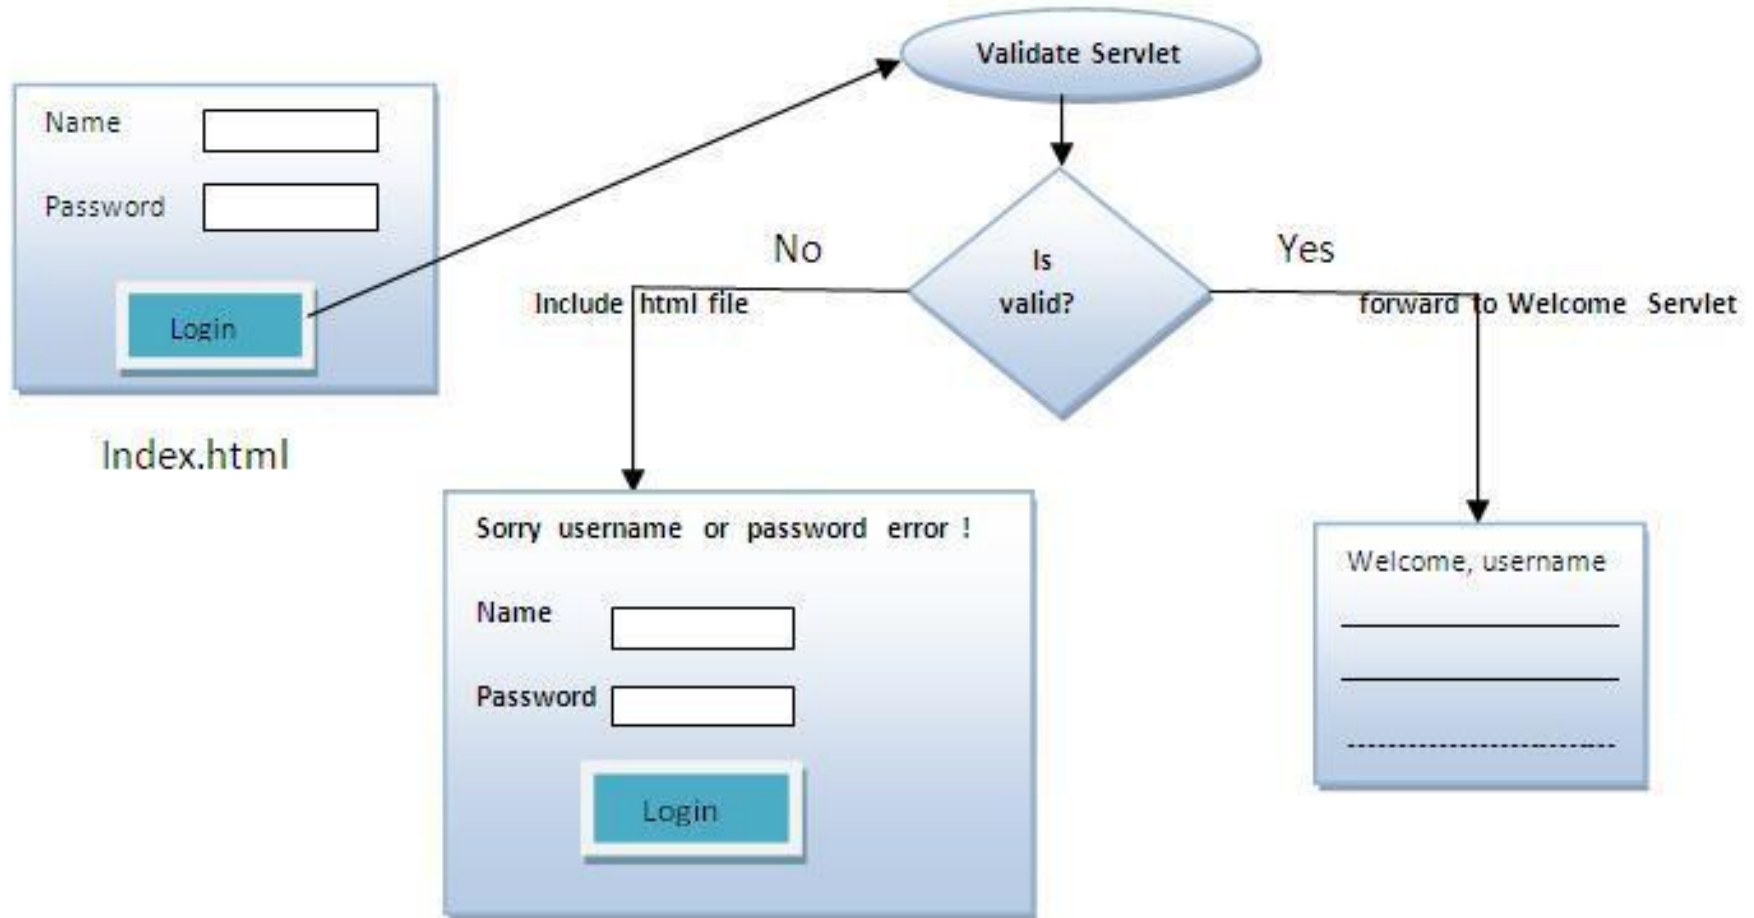 Validate Servlet
Name
Password
Login
Index.html
No
Yes
Is
valid?
Include html file
forward to Welcome Servlet
Sorry username or password error !
Name
Password
Login
Welcome, username